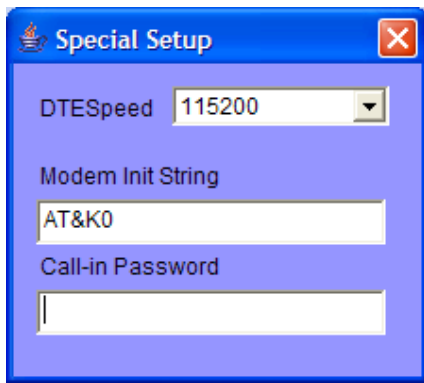 Special Setup
DTESpeed 115200
Modem Init String
AT&K0
Call-in Password